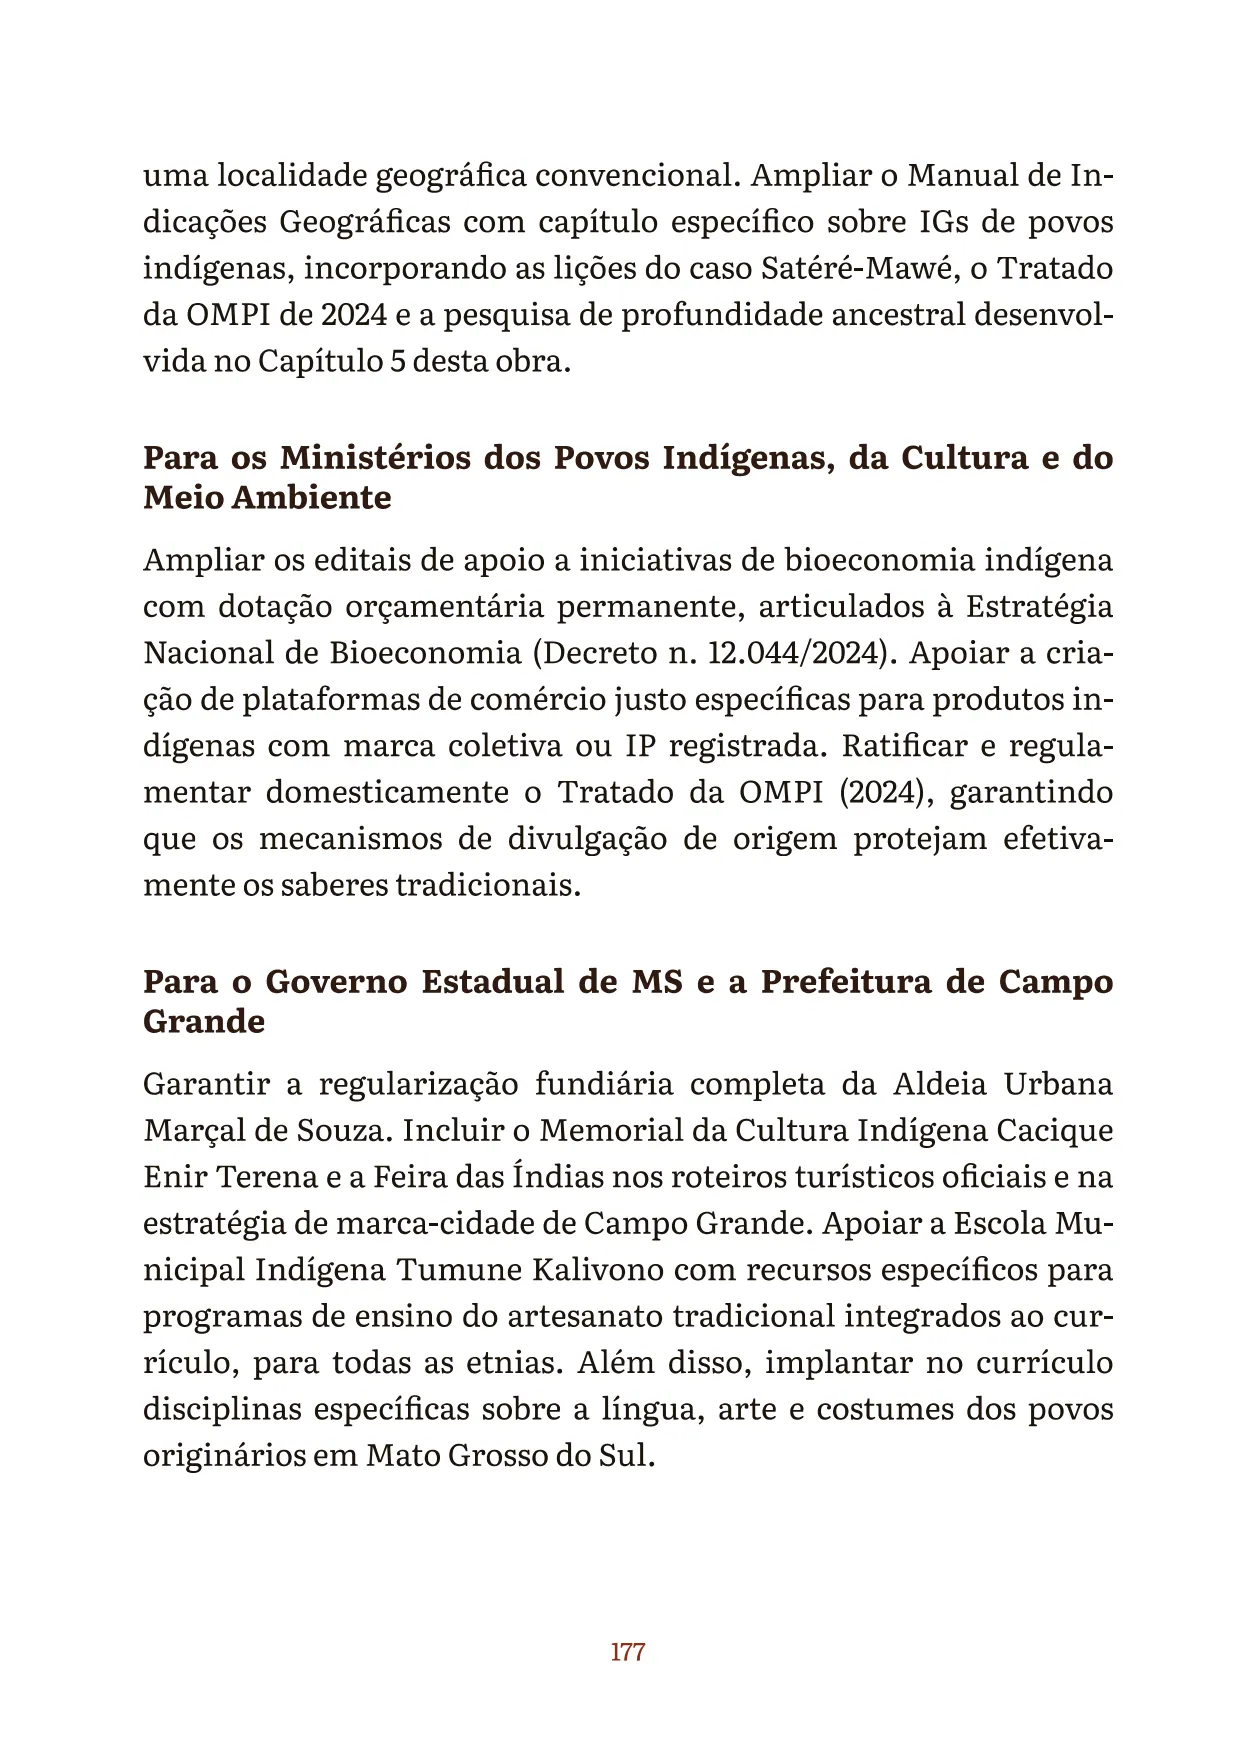 uma localidade geográfica convencional. Ampliar o Manual de In-
dicações Geográficas com capítulo específico sobre IGs de povos
indígenas, incorporando as lições do caso Satéré-Mawé, o Tratado
da OMPI de 2024 e a pesquisa de profundidade ancestral desenvol-
vida no Capítulo 5 desta obra.
Para os Ministérios dos Povos Indígenas, da Cultura e do
Meio Ambiente
Ampliar os editais de apoio a iniciativas de bioeconomia indígena
com dotação orçamentária permanente, articulados à Estratégia
Nacional de Bioeconomia (Decreto n. 12.044/2024). Apoiar a cria-
ção de plataformas de comércio justo específicas para produtos in-
dígenas com marca coletiva ou IP registrada. Ratificar e regula-
mentar domesticamente o Tratado da OMPI (2024), garantindo
que os mecanismos de divulgação de origem protejam efetiva-
mente os saberes tradicionais.
Para o Governo Estadual de MS e a Prefeitura de Campo
Grande
Garantir a regularização fundiária completa da Aldeia Urbana
Marçal de Souza. Incluir o Memorial da Cultura Indígena Cacique
Enir Terena e a Feira das Índias nos roteiros turísticos oficiais e na
estratégia de marca-cidade de Campo Grande. Apoiar a Escola Mu-
nicipal Indígena Tumune Kalivono com recursos específicos para
programas de ensino do artesanato tradicional integrados ao cur-
rículo, para todas as etnias. Além disso, implantar no currículo
disciplinas específicas sobre a língua, arte e costumes dos povos
originários em Mato Grosso do Sul.
177